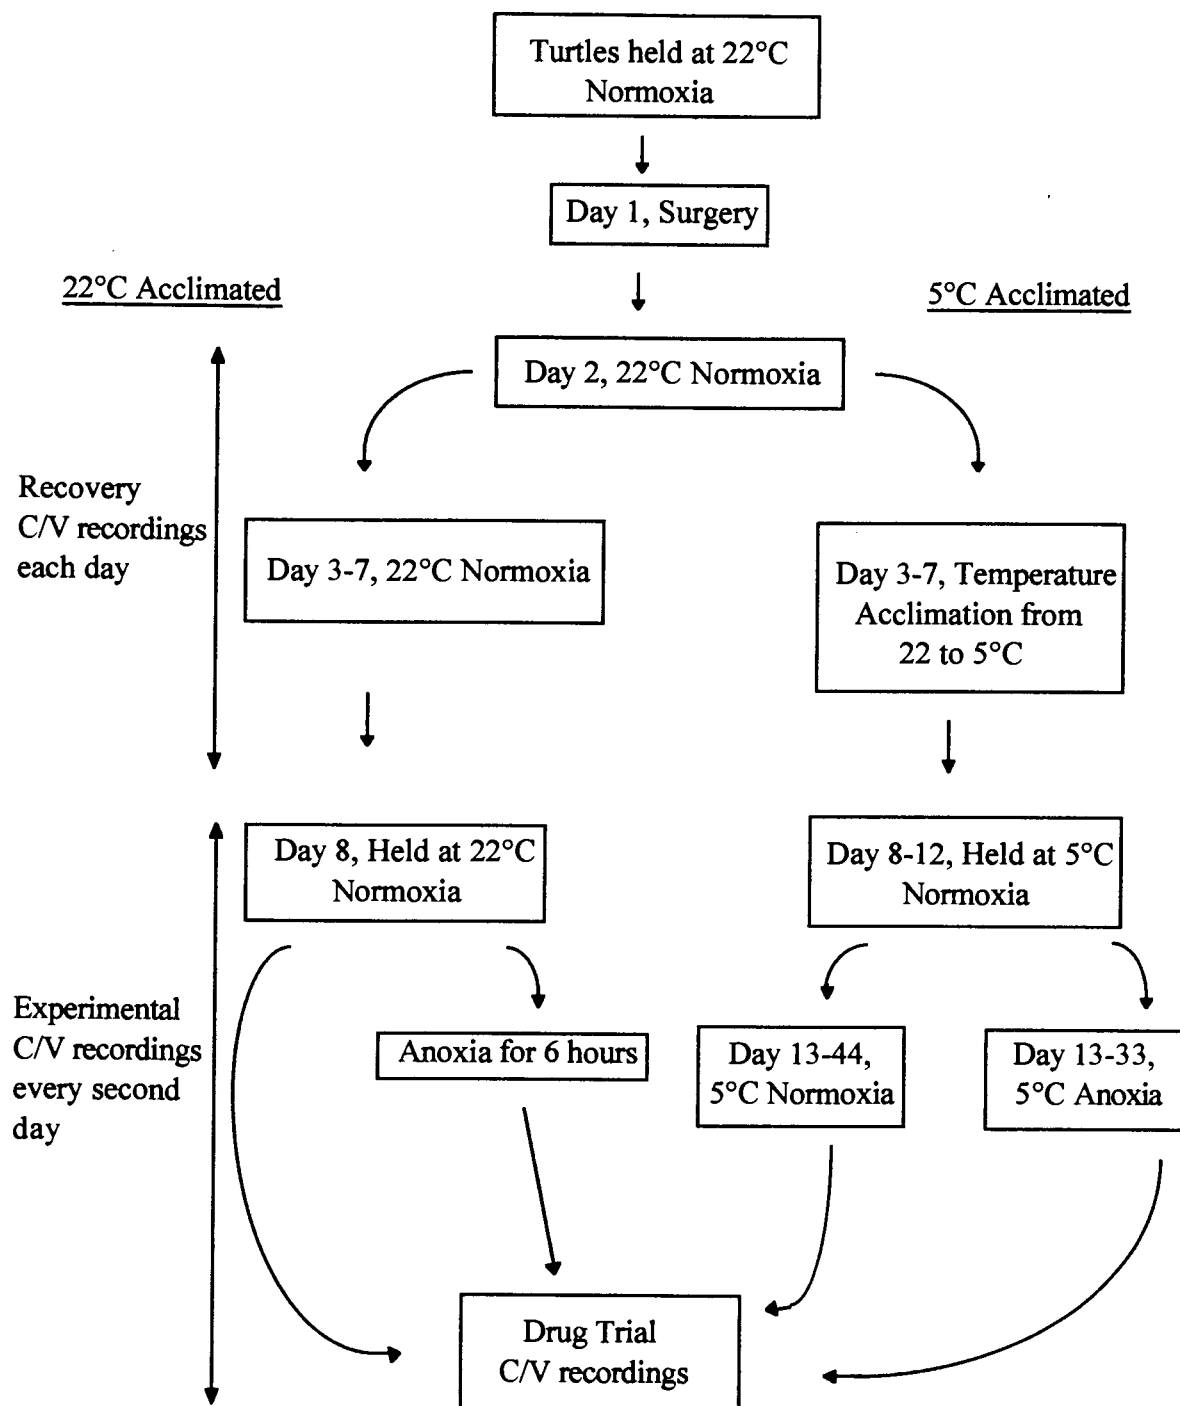 Turtles held at 22°C
Normoxia
Day 1, Surgery
22°C Acclimated
5°C Acclimated
Day 2, 22°C Normoxia
Recovery
C/V recordings
each day
Day 3-7, 22°C Normoxia
Day 3-7, Temperature
Acclimation from
22 to 5°C
Day 8, Held at 22°C
Normoxia
Day 8-12, Held at 5°C
Normoxia
Experimental
C/V recordings
every second
day
Anoxia for 6 hours
Day 13-44,
5°C Normoxia
Day 13-33,
5°C Anoxia
Drug Trial
C/V recordings